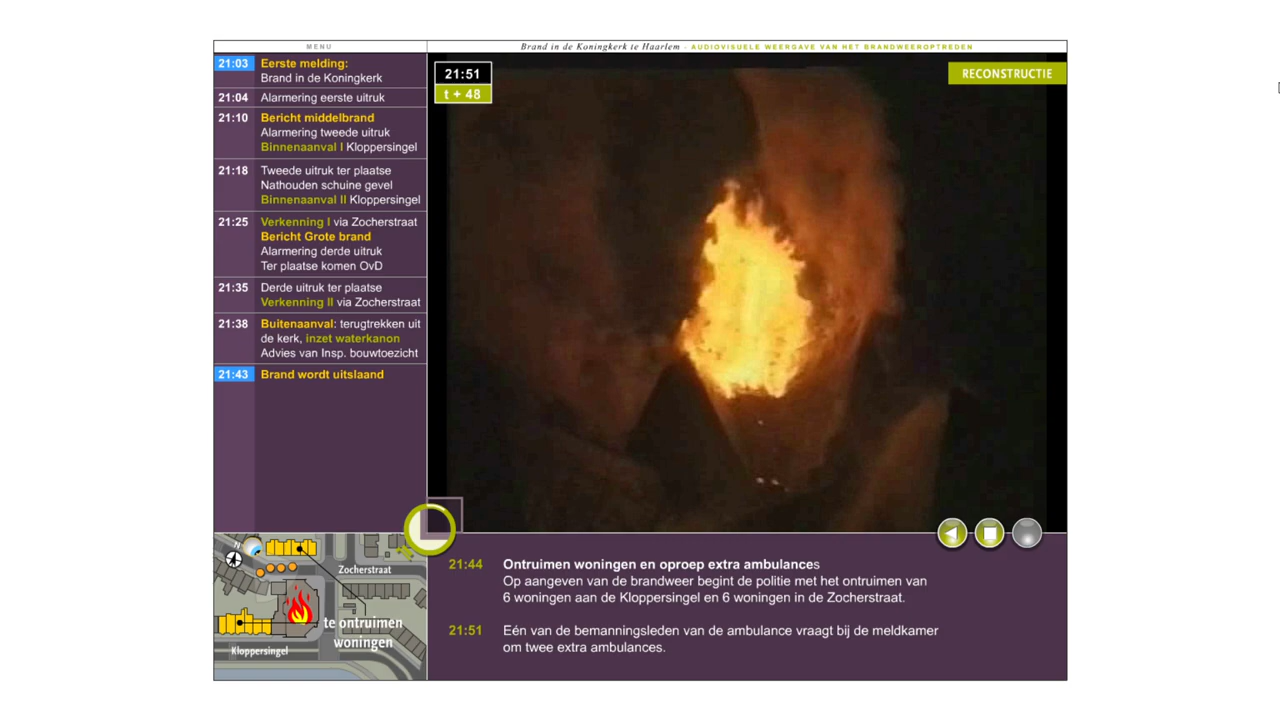 MENU
Brand in de Koningkerk te Haarlem - AUDIOVISUELE WEERGAVE VAN HET BRANDWEEROPTREDEN
21:03 Eerste melding:
Brand in de Koningkerk
21:04 Alarmering eerste uitruk
21:10 Bericht middelbrand
Alarmering tweede uitruk
Binnenaanval I Kloppersingel
21:18 Tweede uitruk ter plaatse
Nathouden schuine gevel
Binnenaanval II Kloppersingel
21:25 Verkenning I via Zocherstraat
Bericht Grote brand
Alarmering derde uitruk
Ter plaatse komen OvD
21:35 Derde uitruk ter plaatse
Verkenning II via Zocherstraat
21:38 Buitenaanval: terugtrekken uit
de kerk, inzet waterkanon
Advies van Insp. bouwtoezicht
21:43 Brand wordt uitslaand
21:51
t + 48
RECONSTRUCTIE
N
Zocherstraat
te ontruimen
woningen
Kloppersingel
21:44 Ontruimen woningen en oproep extra ambulances
Op aangeven van de brandweer begint de politie met het ontruimen van
6 woningen aan de Kloppersingel en 6 woningen in de Zocherstraat.
21:51 Eén van de bemanningsleden van de ambulance vraagt bij de meldkamer
om twee extra ambulances.